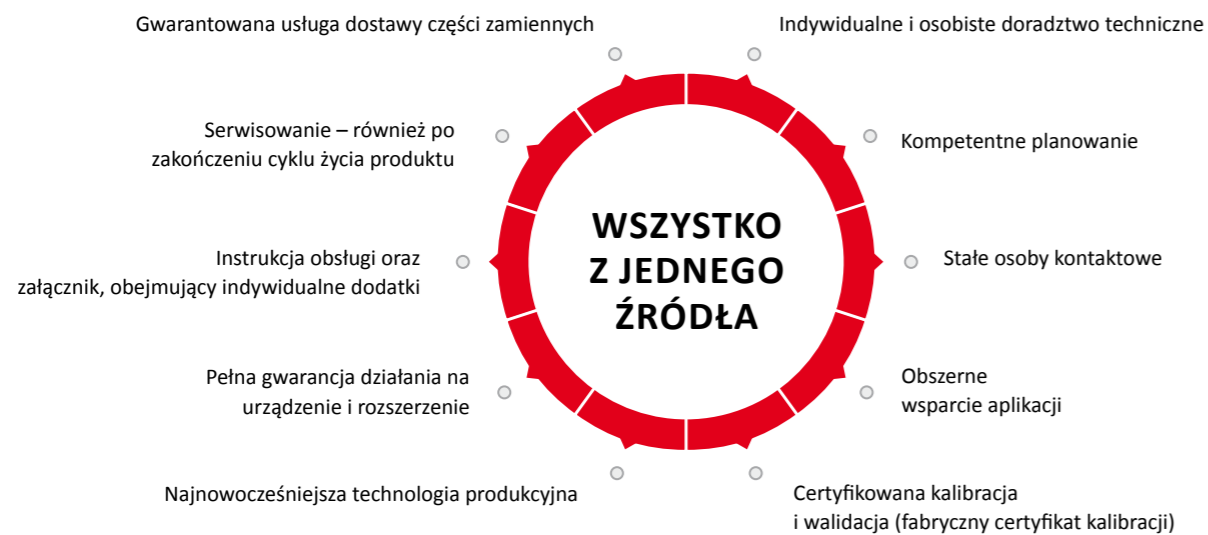 Gwarantowana usługa dostawy części zamiennych
Indywidualne i osobiste doradztwo techniczne
Serwisowanie – również po
zakończeniu cyklu życia produktu
Kompetentne planowanie
WSZYSTKO
Z JEDNEGO
ŹRÓDŁA
Instrukcja obsługi oraz
załącznik, obejmujący indywidualne dodatki
Stałe osoby kontaktowe
Pełna gwarancja działania na
urządzenie i rozszerzenie
Obszerne
wsparcie aplikacji
Najnowocześniejsza technologia produkcyjna
Certyfikowana kalibracja
i walidacja (fabryczny certyfikat kalibracji)